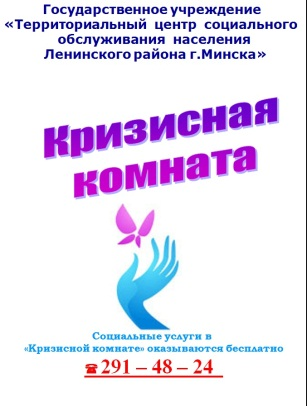 Государственное учреждение
«Территориальный центр социального
обслуживания населения
Ленинского района г.Минска»
Кризисная
комната
Социальные услуги в
«Кризисной комнате» оказываются бесплатно
☎ 291 – 48 – 24